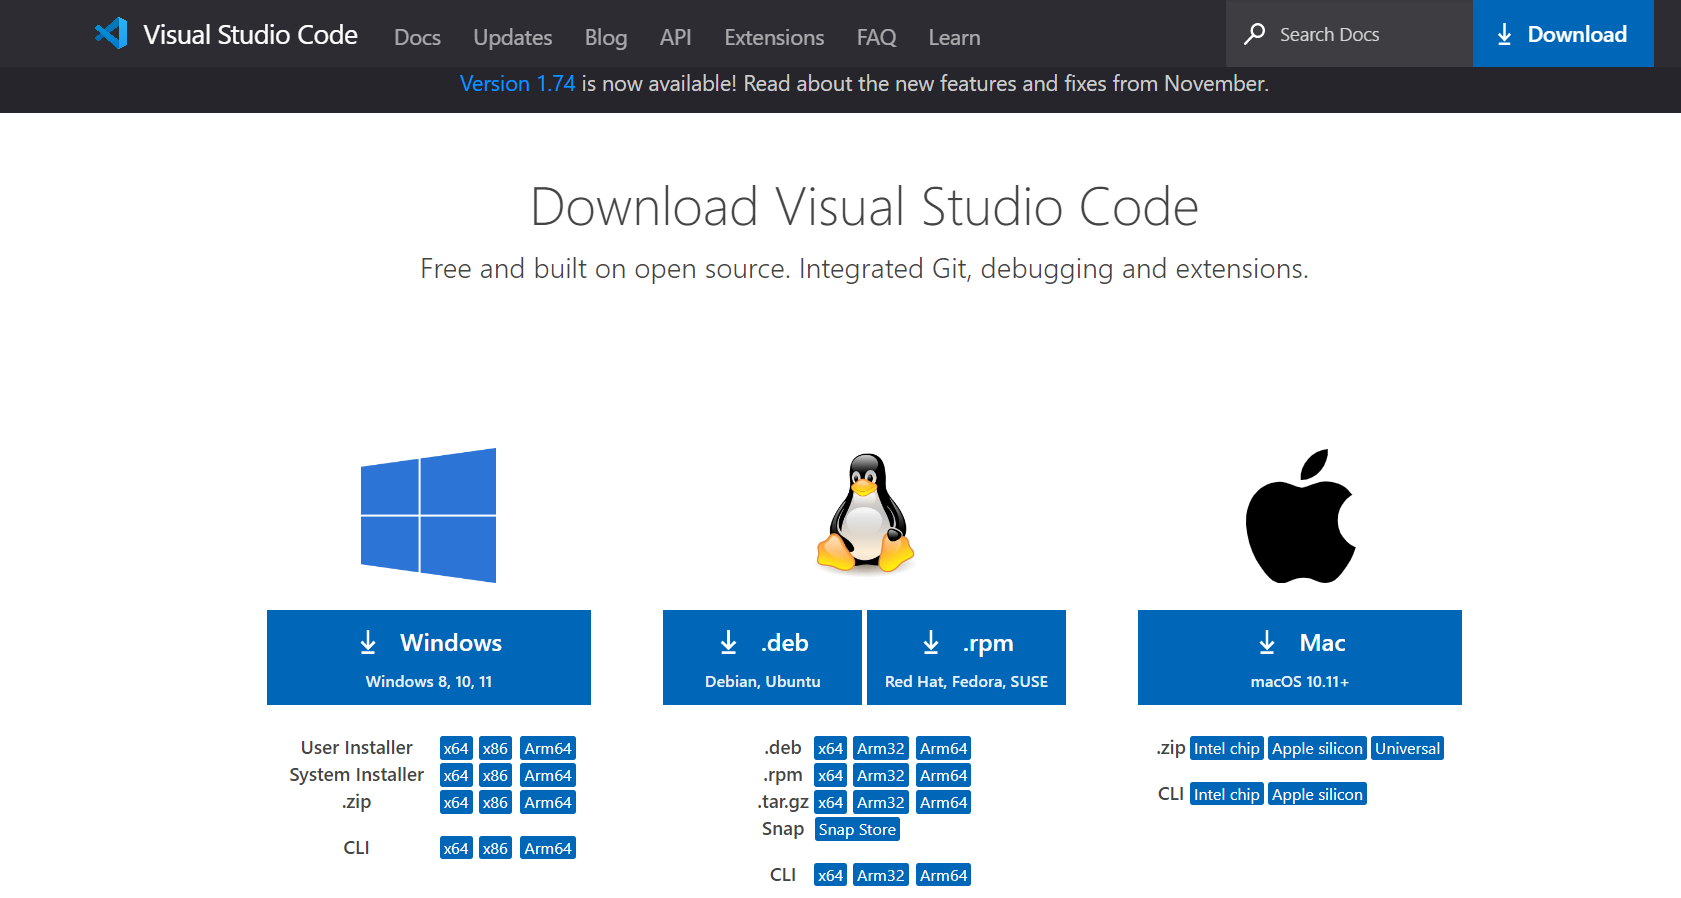 Visual Studio Code Docs Updates Blog API Extensions FAQ Learn Search Docs Download
Version 1.74 is now available! Read about the new features and fixes from November.
Download Visual Studio Code
Free and built on open source. Integrated Git, debugging and extensions.
Windows
Windows 8, 10, 11
User Installer x64 x86 Arm64
System Installer x64 x86 Arm64
.zip x64 x86 Arm64
CLI x64 x86 Arm64
.deb
Debian, Ubuntu
.rpm
Red Hat, Fedora, SUSE
.deb x64 Arm32 Arm64
.rpm x64 Arm32 Arm64
.tar.gz x64 Arm32 Arm64
Snap Snap Store
CLI x64 Arm32 Arm64
Mac
macOS 10.11+
.zip Intel chip Apple silicon Universal
CLI Intel chip Apple silicon